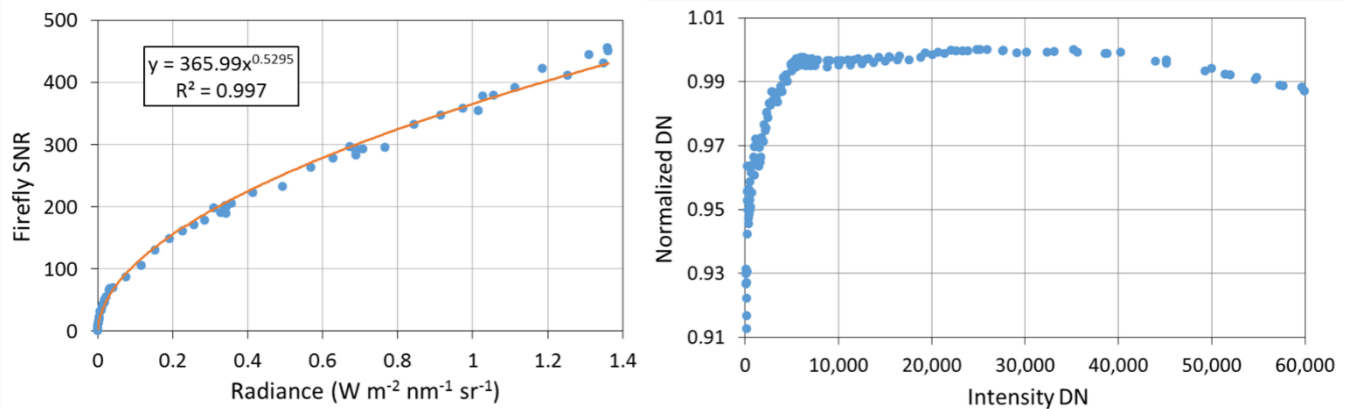 500
400
300
200
100
0
Firefly SNR
y = 365.99x^0.5295
R² = 0.997
0 0.2 0.4 0.6 0.8 1 1.2 1.4
Radiance (W m⁻² nm⁻¹ sr⁻¹)
1.01
0.99
0.97
0.95
0.93
0.91
Normalized DN
0 10,000 20,000 30,000 40,000 50,000 60,000
Intensity DN